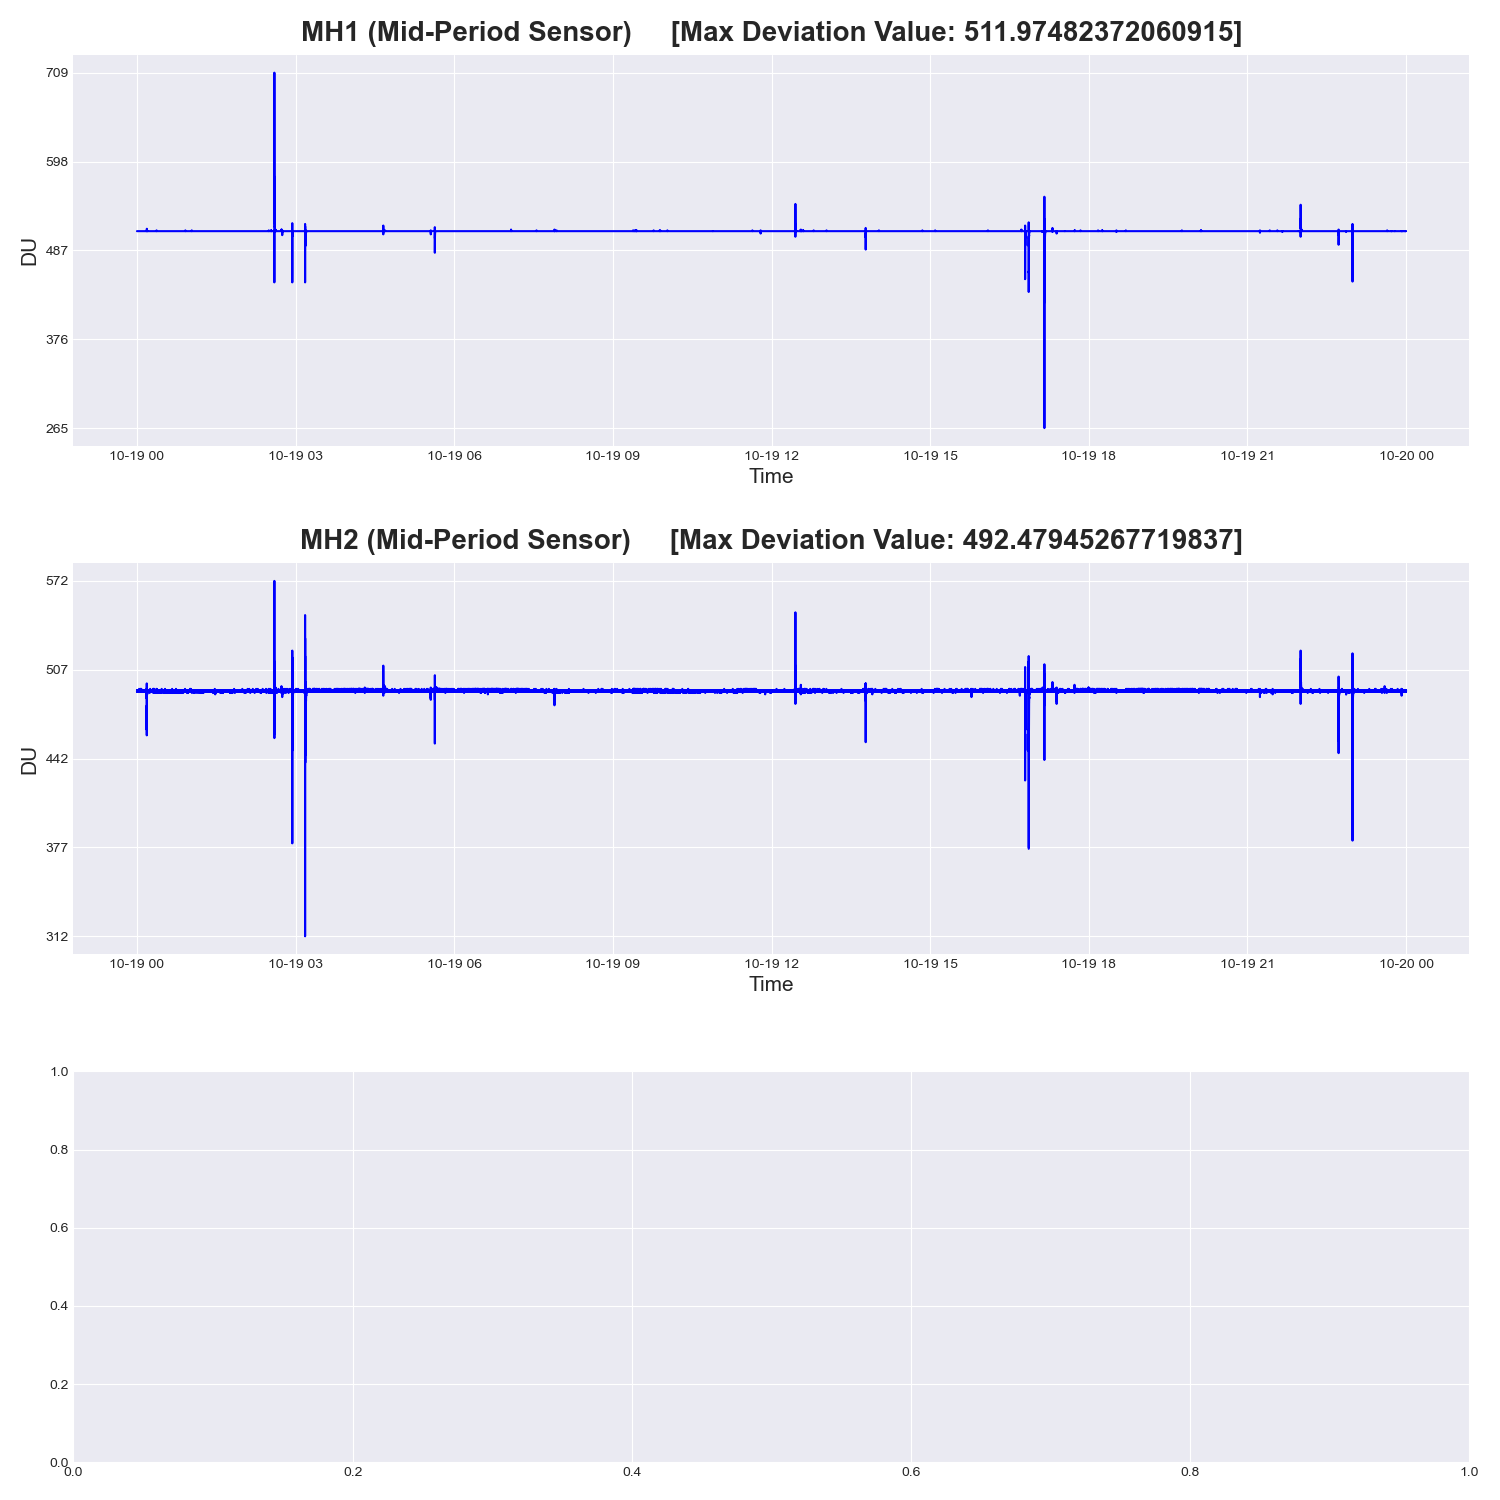 MH1 (Mid-Period Sensor) [Max Deviation Value: 511.97482372060915]
709
598
487
376
265
DU
10-19 00 10-19 03 10-19 06 10-19 09 10-19 12 10-19 15 10-19 18 10-19 21 10-20 00
Time
MH2 (Mid-Period Sensor) [Max Deviation Value: 492.47945267719837]
572
507
442
377
312
DU
10-19 00 10-19 03 10-19 06 10-19 09 10-19 12 10-19 15 10-19 18 10-19 21 10-20 00
Time
1.0
0.8
0.6
0.4
0.2
0.0
0.0 0.2 0.4 0.6 0.8 1.0